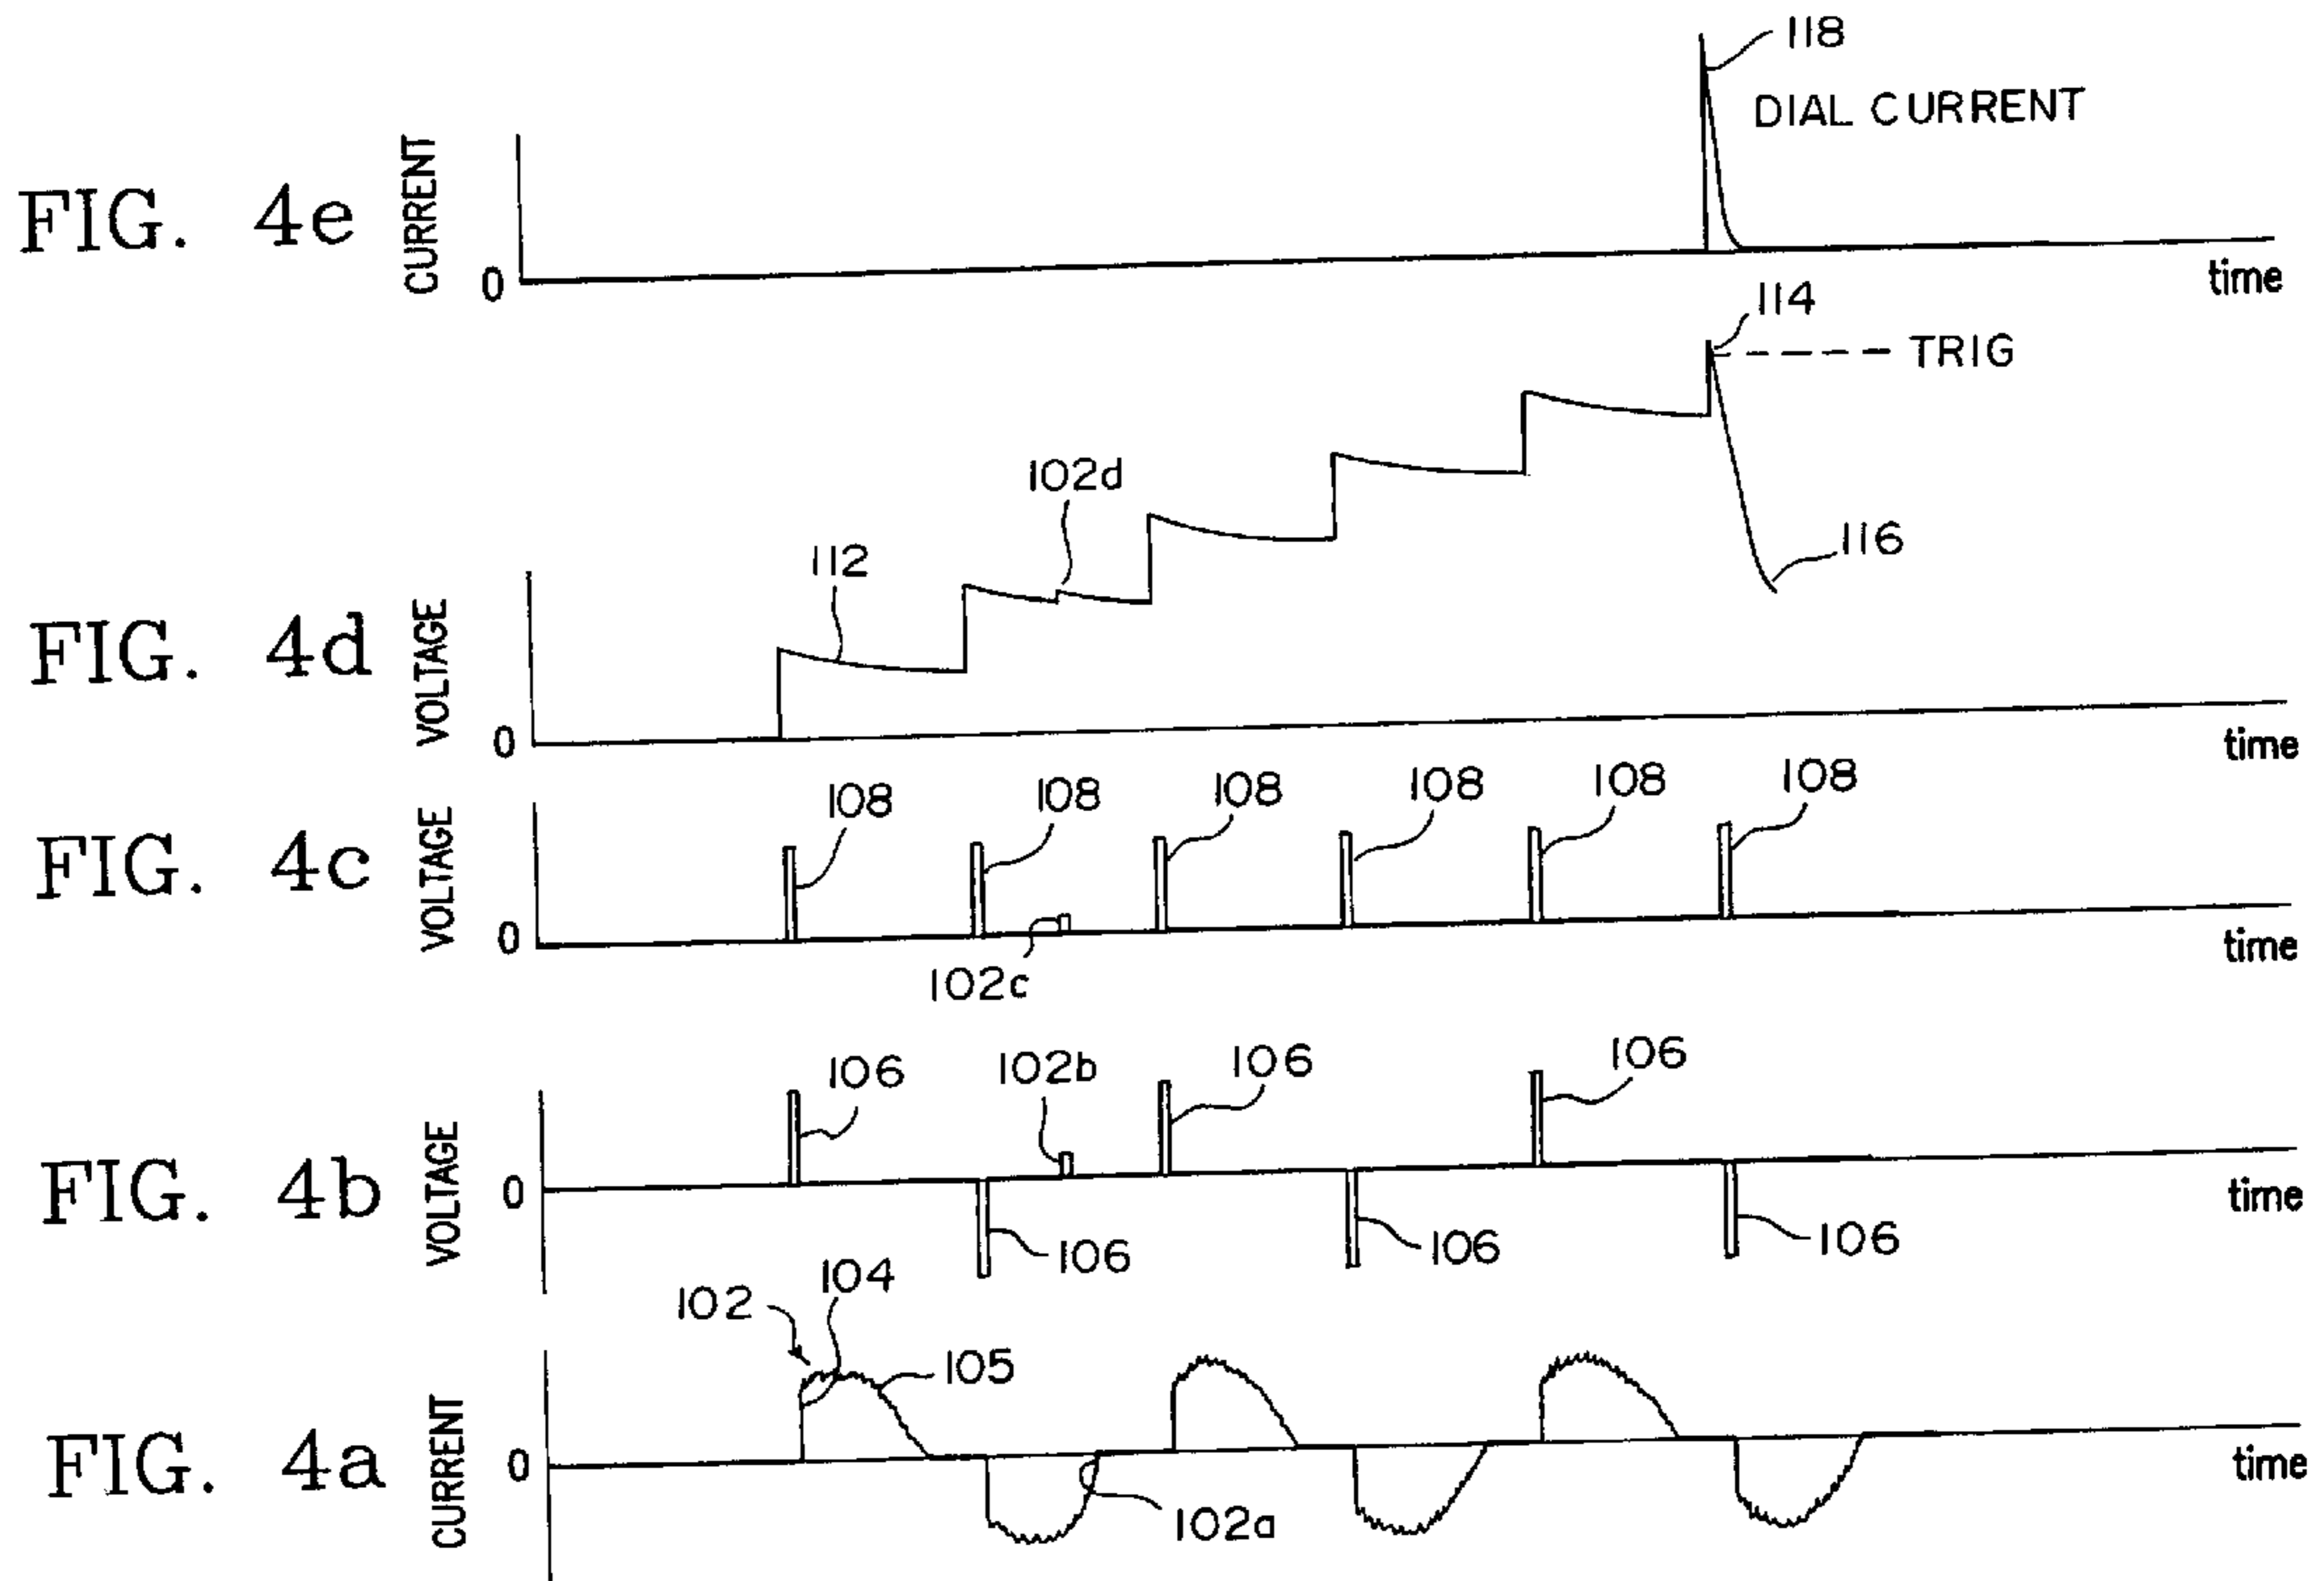 118
DIAL CURRENT
FIG. 4e
CURRENT
0
time
114
TRIG
102d
112
116
FIG. 4d
VOLTAGE
0
time
108
108
108
108
108
108
FIG. 4c
VOLTAGE
0
time
102c
106
102b
106
106
FIG. 4b
VOLTAGE
0
time
106
106
106
102
104
105
FIG. 4a
CURRENT
0
time
102a